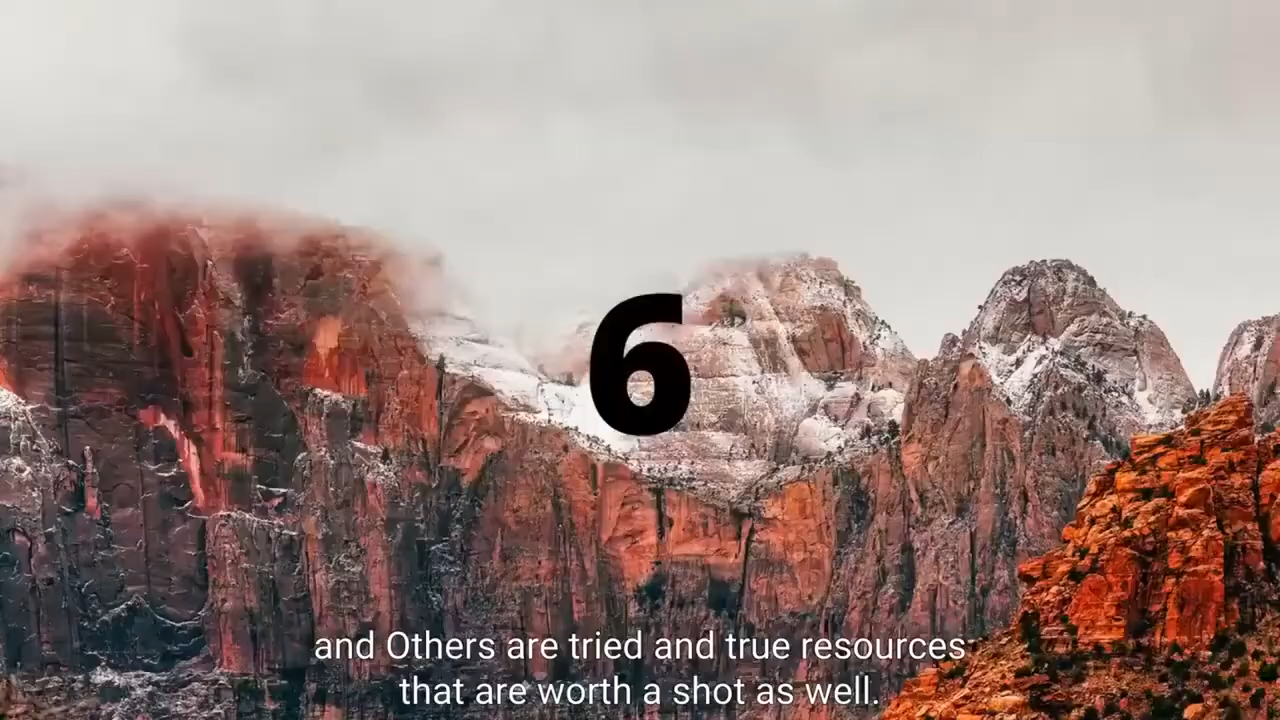 6
and Others are tried and true resources
that are worth a shot as well.